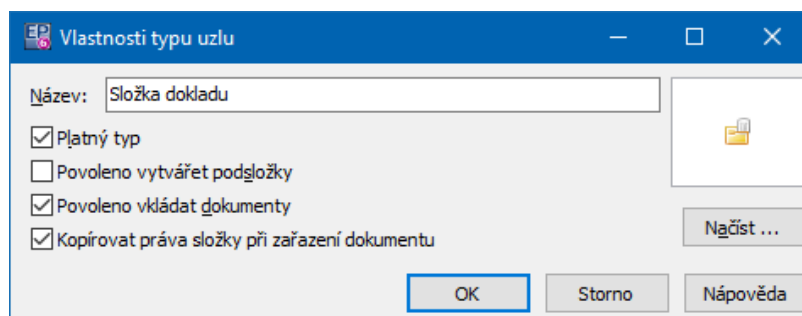 Vlastnosti typu uzlu
Název: Složka dokladu
Platný typ
Povoleno vytvářet podsložky
Povoleno vkládat dokumenty
Kopírovat práva složky při zařazení dokumentu
Načíst ...
OK Storno Nápověda